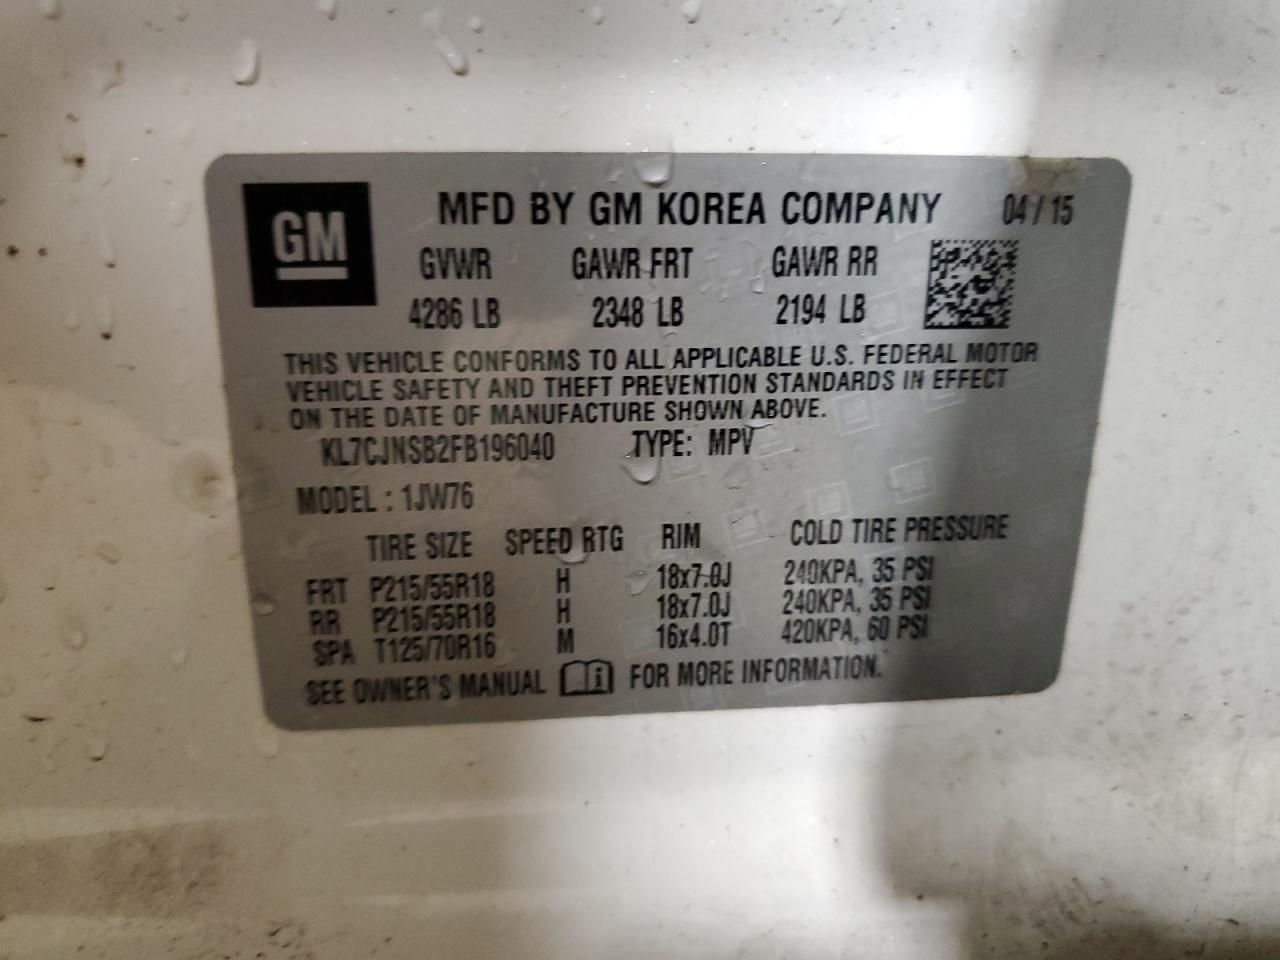 GM
MFD BY GM KOREA COMPANY 04/15
GVWR GAWR FRT GAWR RR
4286 LB 2348 LB 2194 LB
THIS VEHICLE CONFORMS TO ALL APPLICABLE U.S. FEDERAL MOTOR
VEHICLE SAFETY AND THEFT PREVENTION STANDARDS IN EFFECT
ON THE DATE OF MANUFACTURE SHOWN ABOVE.
KL7CJNSB2FB196040 TYPE: MPV
MODEL : 1JW76
TIRE SIZE SPEED RTG RIM COLD TIRE PRESSURE
FRT P215/55R18 H 18x7.0J 240KPA, 35 PSI
RR P215/55R18 H 18x7.0J 240KPA, 35 PSI
SPA T125/70R16 M 16x4.0T 420KPA, 60 PSI
SEE OWNER'S MANUAL i FOR MORE INFORMATION.